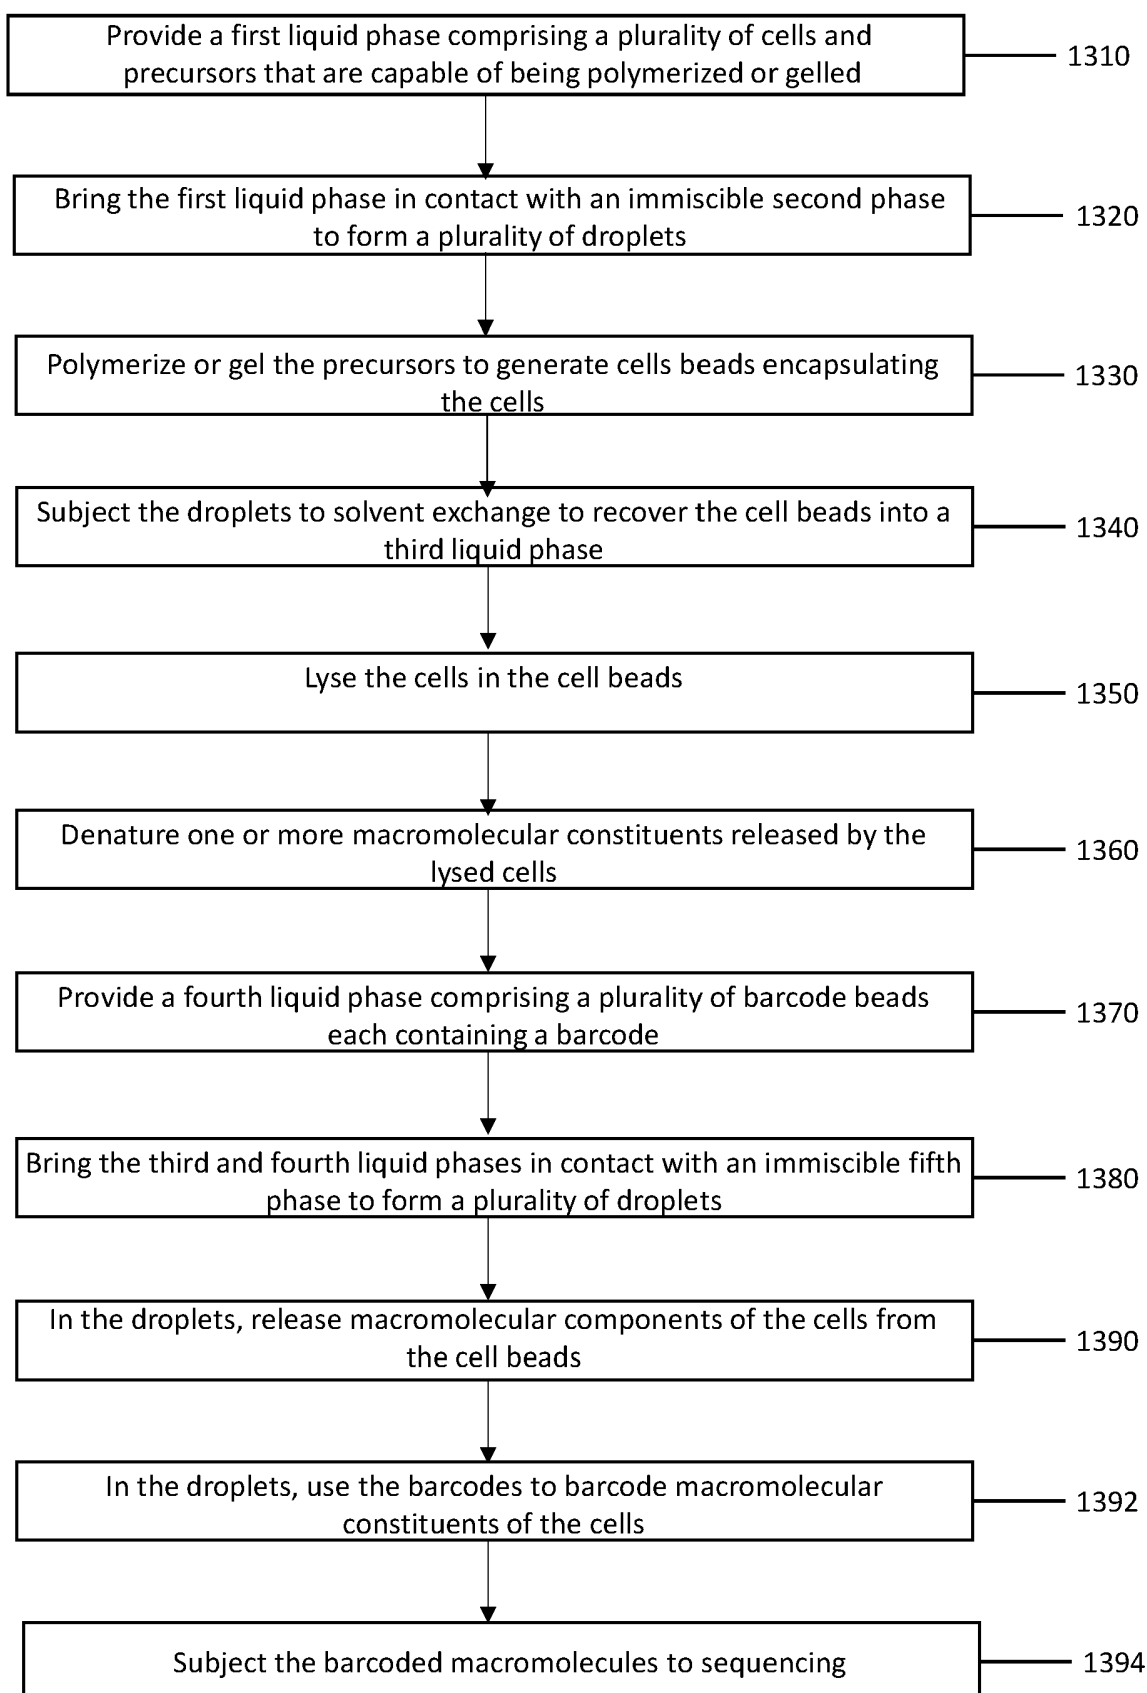 Provide a first liquid phase comprising a plurality of cells and
precursors that are capable of being polymerized or gelled
1310
Bring the first liquid phase in contact with an immiscible second phase
to form a plurality of droplets
1320
Polymerize or gel the precursors to generate cells beads encapsulating
the cells
1330
Subject the droplets to solvent exchange to recover the cell beads into a
third liquid phase
1340
Lyse the cells in the cell beads
1350
Denature one or more macromolecular constituents released by the
lysed cells
1360
Provide a fourth liquid phase comprising a plurality of barcode beads
each containing a barcode
1370
Bring the third and fourth liquid phases in contact with an immiscible fifth
phase to form a plurality of droplets
1380
In the droplets, release macromolecular components of the cells from
the cell beads
1390
In the droplets, use the barcodes to barcode macromolecular
constituents of the cells
1392
Subject the barcoded macromolecules to sequencing
1394